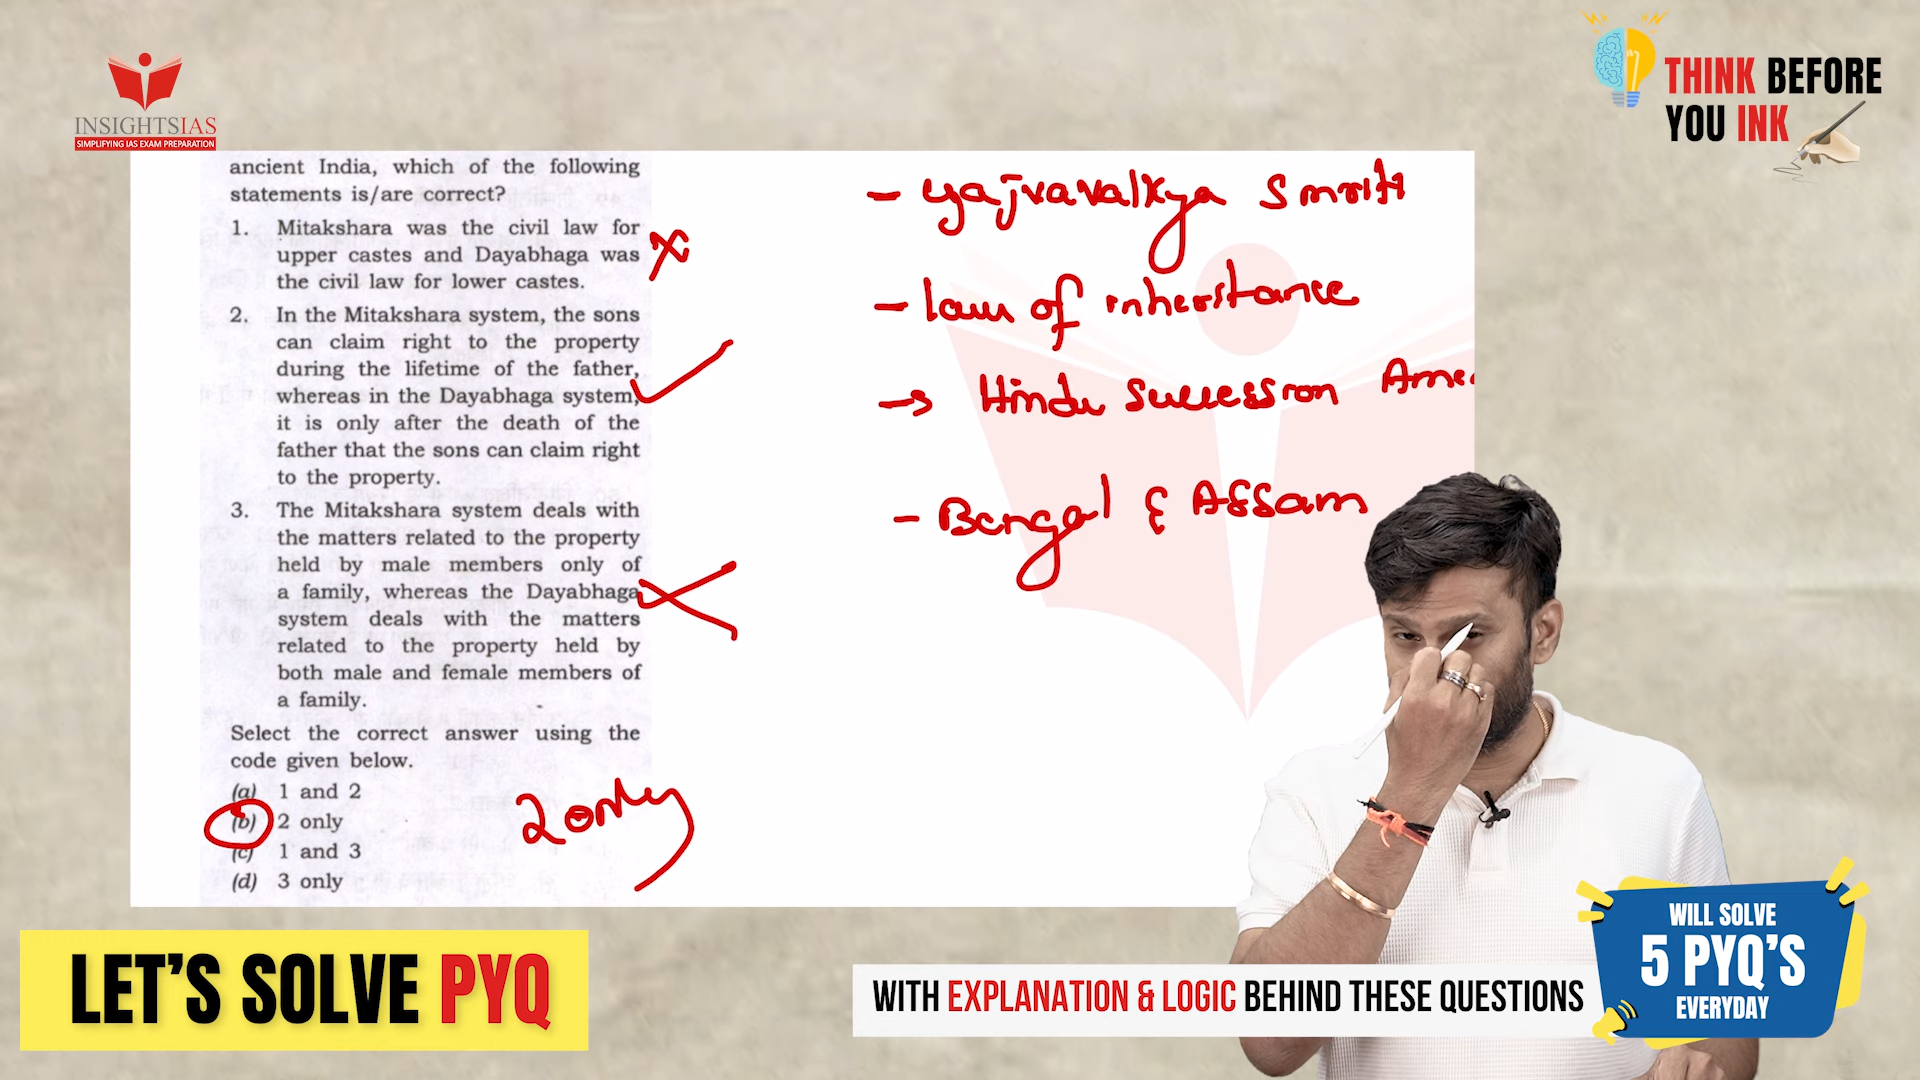 INSIGHTSIAS
SIMPLIFYING IAS EXAM PREPARATION
THINK BEFORE
YOU INK
ancient India, which of the following
statements is/are correct?
1. Mitakshara was the civil law for
upper castes and Dayabhaga was
the civil law for lower castes.
2. In the Mitakshara system, the sons
can claim right to the property
during the lifetime of the father,
whereas in the Dayabhaga system,
it is only after the death of the
father that the sons can claim right
to the property.
3. The Mitakshara system deals with
the matters related to the property
held by male members only of
a family, whereas the Dayabhaga
system deals with the matters
related to the property held by
both male and female members of
a family.
Select the correct answer using the
code given below.
(a) 1 and 2
(b) 2 only
(c) 1 and 3
(d) 3 only
2 only
- Yajravalkya Smriti
- law of inheritance
→ Hindu Succession Ame
- Bengal & Assam
LET'S SOLVE PYQ
WITH EXPLANATION & LOGIC BEHIND THESE QUESTIONS
WILL SOLVE
5 PYQ'S
EVERYDAY